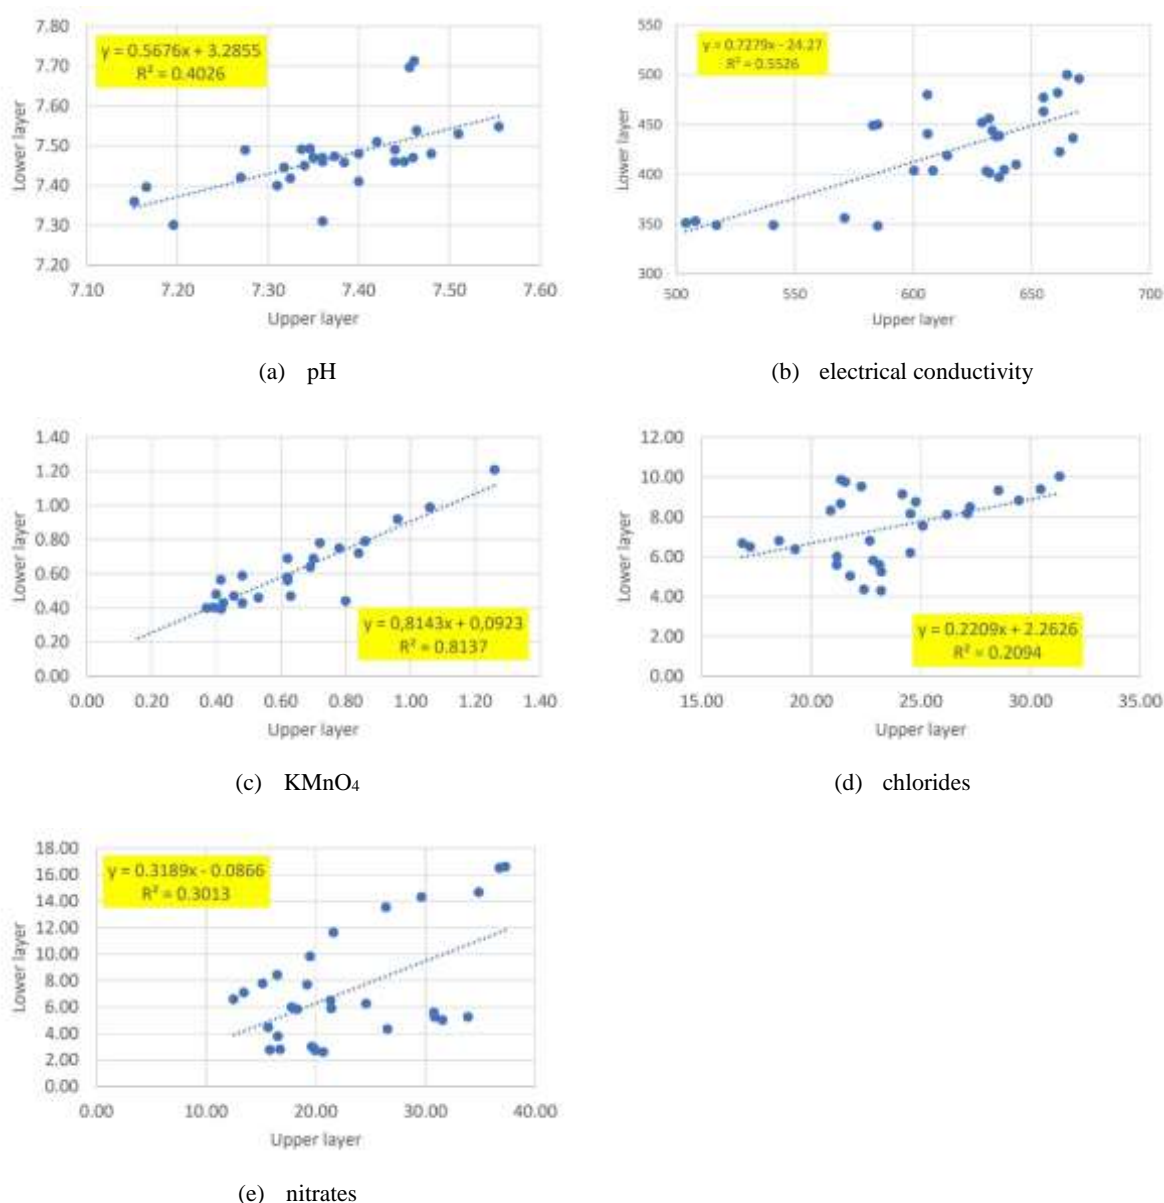 7.80
7.70
7.60
7.50
7.40
7.30
7.20
Lower layer
y = 0.5676x + 3.2855
R² = 0.4026
7.10 7.20 7.30 7.40 7.50 7.60
Upper layer
(a) pH
550
500
450
400
350
300
Lower layer
y = 0.7279x - 24.27
R² = 0.5526
500 550 600 650 700
Upper layer
(b) electrical conductivity
1.40
1.20
1.00
0.80
0.60
0.40
0.20
0.00
Lower layer
y = 0,8143x + 0,0923
R² = 0.8137
0.00 0.20 0.40 0.60 0.80 1.00 1.20 1.40
Upper layer
(c) KMnO₄
12.00
10.00
8.00
6.00
4.00
2.00
0.00
Lower layer
y = 0.2209x + 2.2626
R² = 0.2094
15.00 20.00 25.00 30.00 35.00
Upper layer
(d) chlorides
18.00
16.00
14.00
12.00
10.00
8.00
6.00
4.00
2.00
0.00
Lower layer
y = 0.3189x - 0.0866
R² = 0.3013
0.00 10.00 20.00 30.00 40.00
Upper layer
(e) nitrates